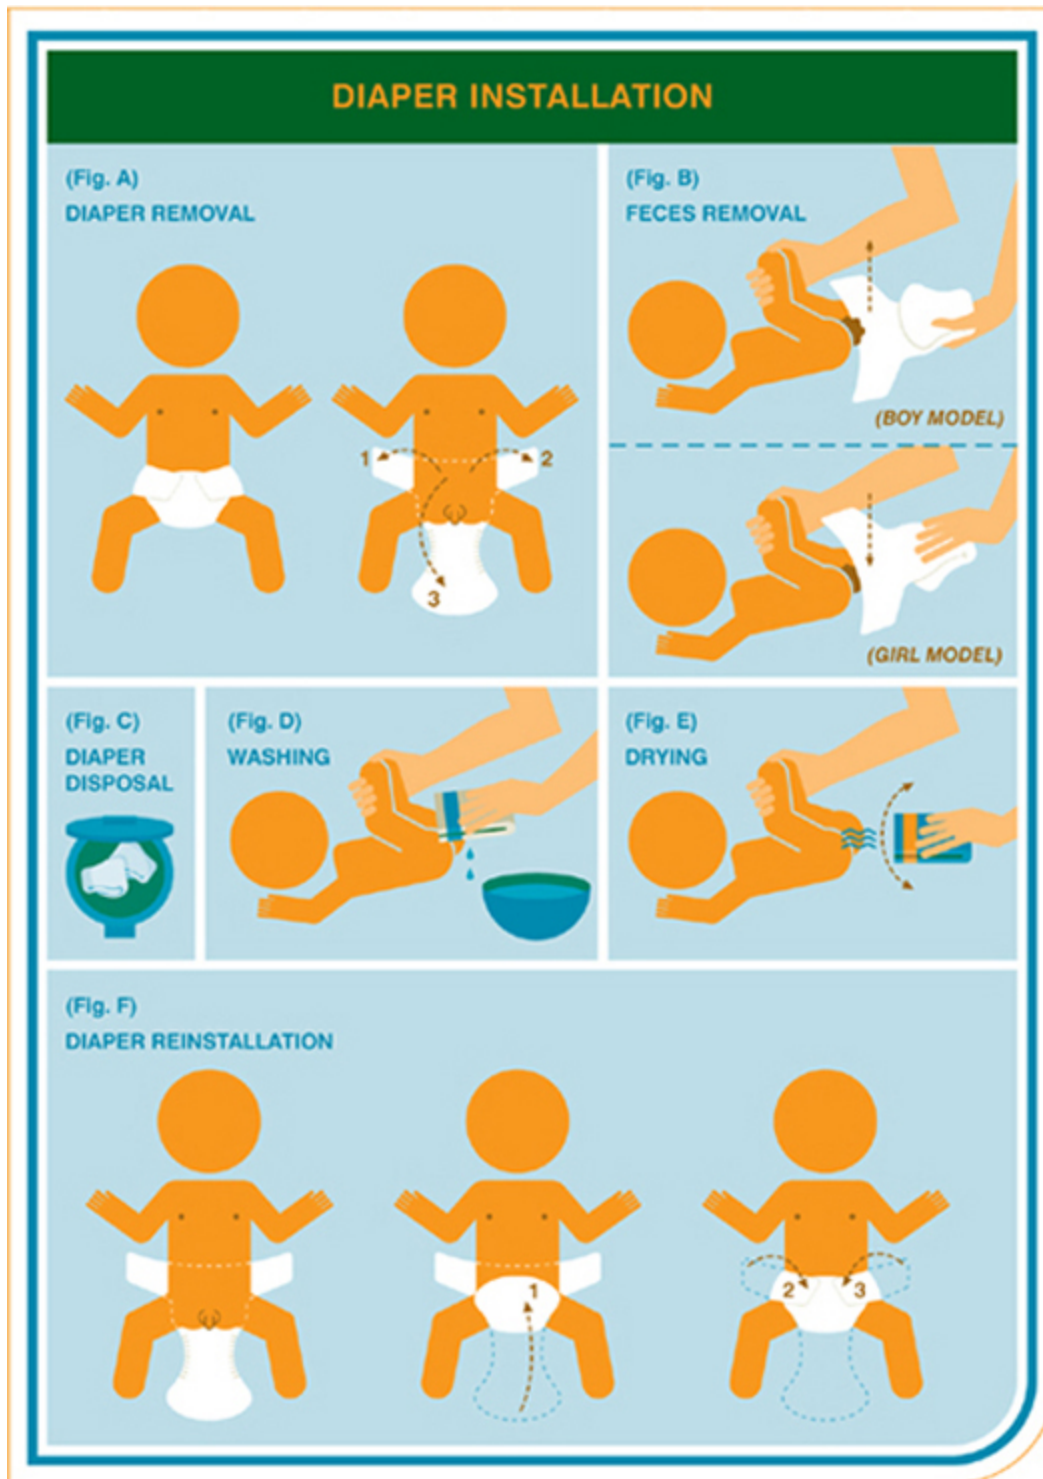 DIAPER INSTALLATION
(Fig. A)
DIAPER REMOVAL
1
2
3
(Fig. B)
FECES REMOVAL
(BOY MODEL)
(GIRL MODEL)
(Fig. C)
DIAPER
DISPOSAL
(Fig. D)
WASHING
(Fig. E)
DRYING
(Fig. F)
DIAPER REINSTALLATION
1
2
3